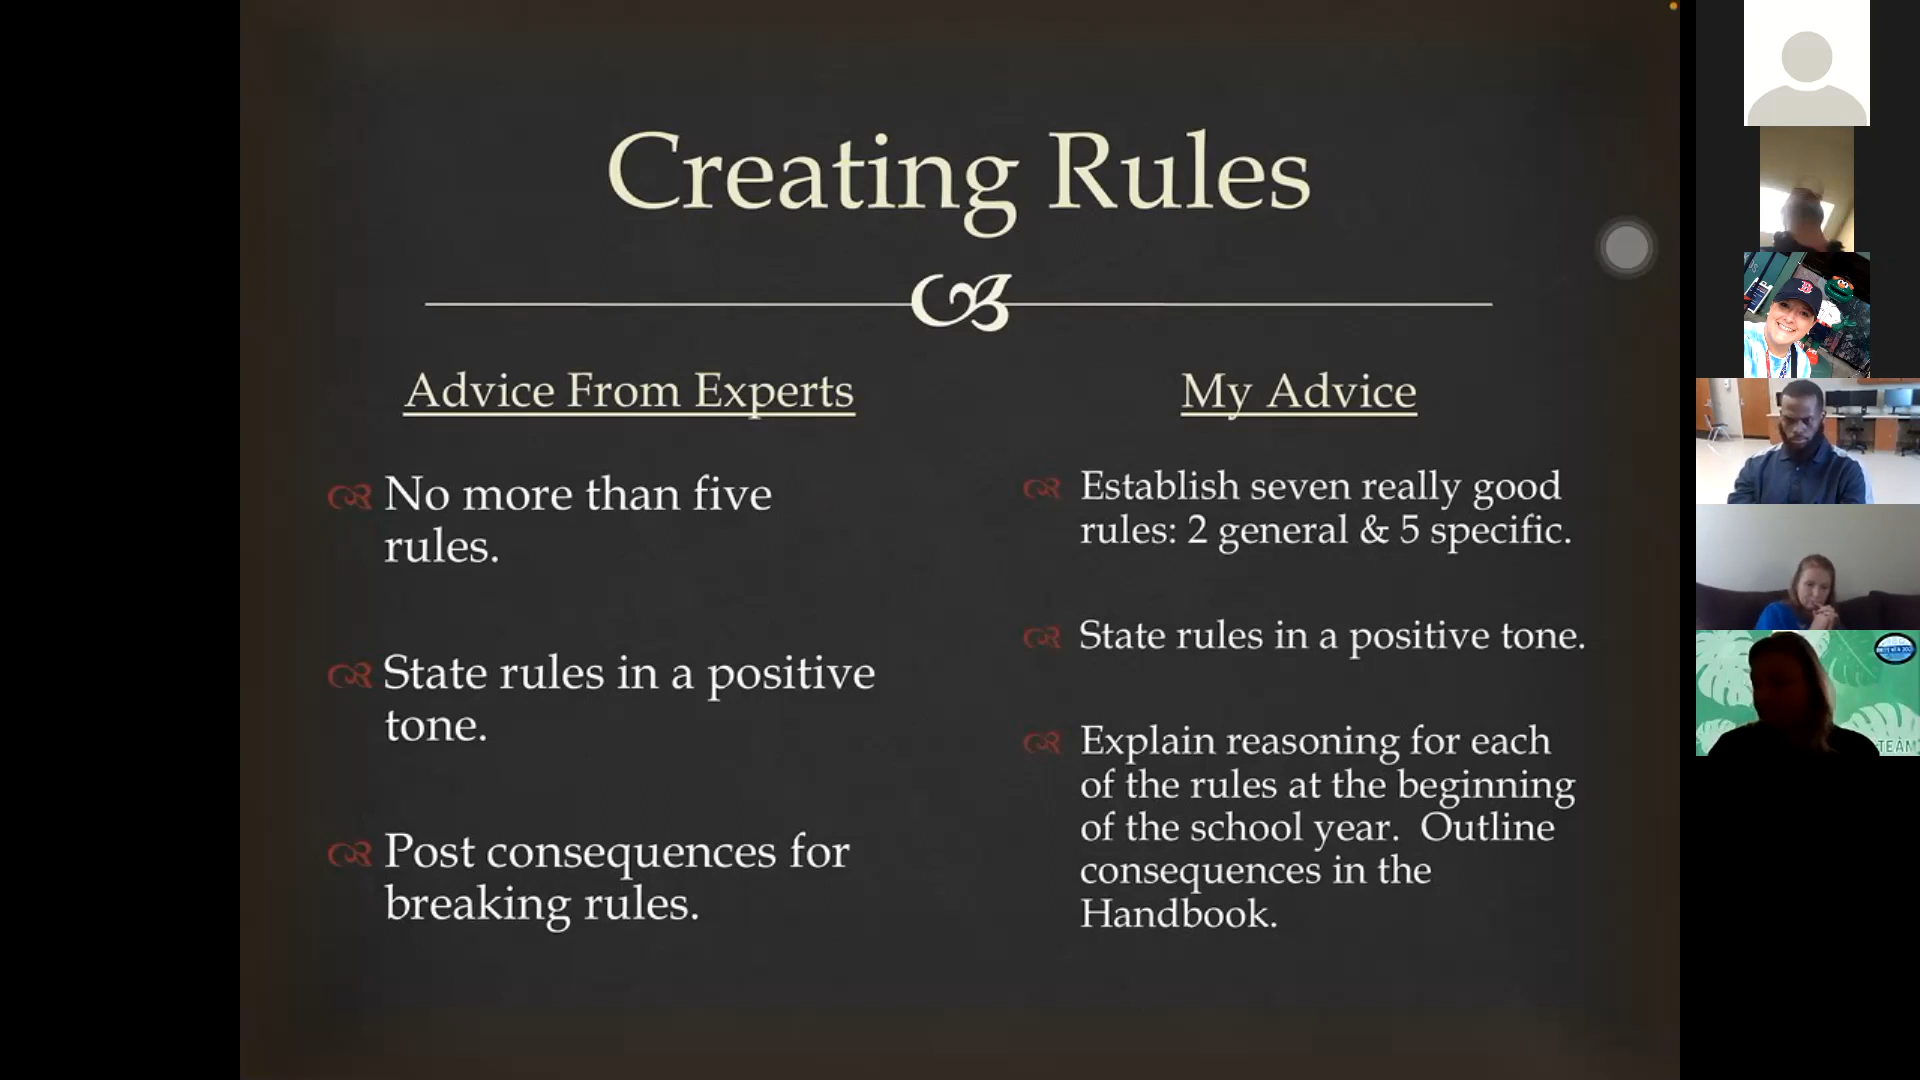 Creating Rules
Advice From Experts
No more than five
rules.
State rules in a positive
tone.
Post consequences for
breaking rules.
My Advice
Establish seven really good
rules: 2 general & 5 specific.
State rules in a positive tone.
Explain reasoning for each
of the rules at the beginning
of the school year.  Outline
consequences in the
Handbook.
B
TEAM